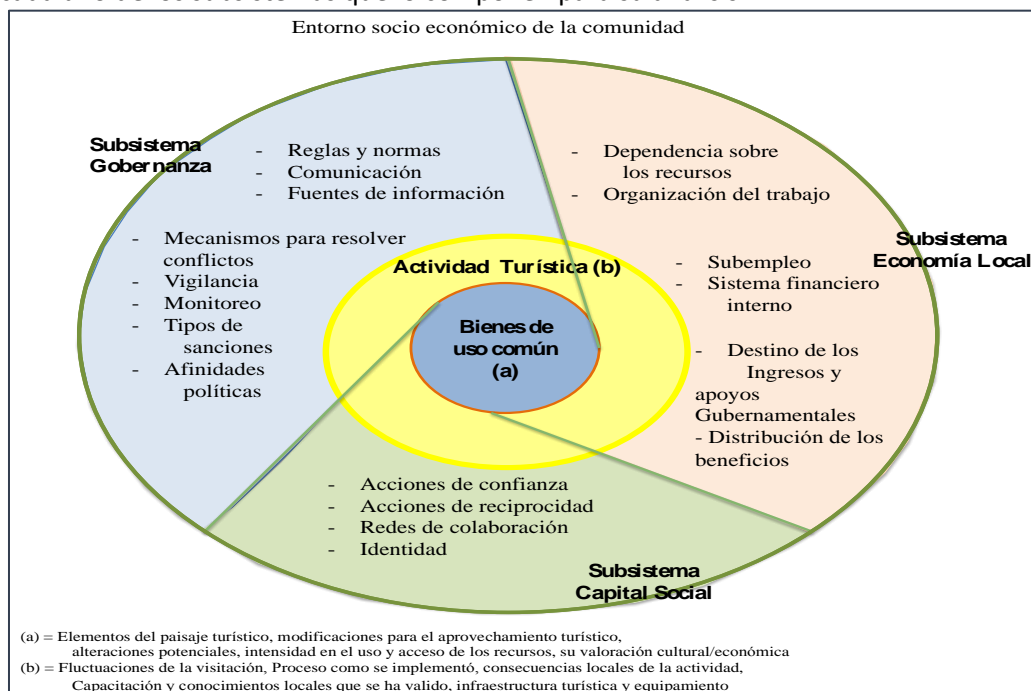 Entorno socio económico de la comunidad
Subsistema
Gobernanza
- Reglas y normas
- Comunicación
- Fuentes de información
- Mecanismos para resolver
conflictos
- Vigilancia
- Monitoreo
- Tipos de
sanciones
- Afinidades
políticas
- Dependencia sobre
los recursos
- Organización del trabajo
Subsistema
Economía Local
- Subempleo
- Sistema financiero
interno
- Destino de los
Ingresos y
apoyos
Gubernamentales
- Distribución de los
beneficios
Actividad Turística (b)
Bienes de
uso común
(a)
- Acciones de confianza
- Acciones de reciprocidad
- Redes de colaboración
- Identidad
Subsistema
Capital Social
(a) = Elementos del paisaje turístico, modificaciones para el aprovechamiento turístico,
alteraciones potenciales, intensidad en el uso y acceso de los recursos, su valoración cultural/económica
(b) = Fluctuaciones de la visitación, Proceso como se implementó, consecuencias locales de la actividad,
Capacitación y conocimientos locales que se ha valido, infraestructura turística y equipamiento